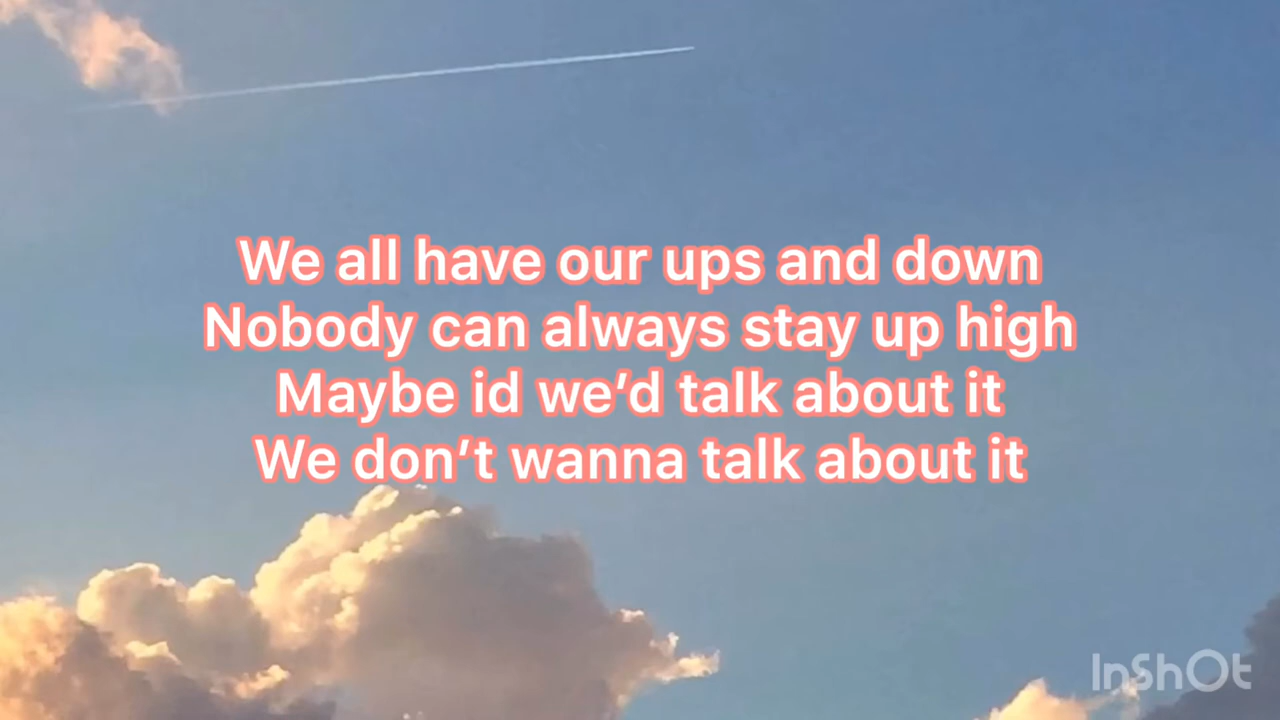 We all have our ups and down
Nobody can always stay up high
Maybe id we’d talk about it
We don’t wanna talk about it
InShOt